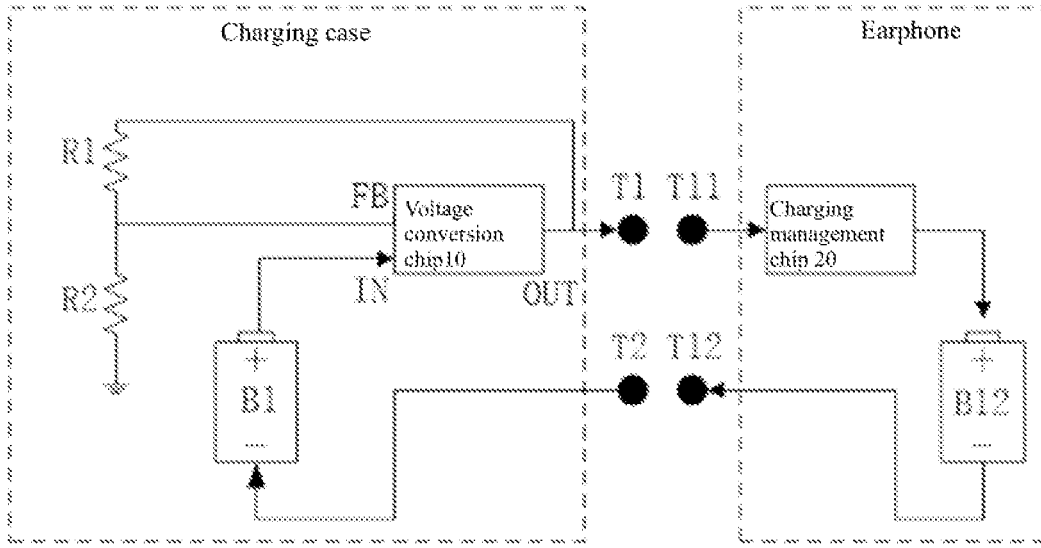 Charging case
Earphone
R1
FB
Voltage
conversion
chip10
IN
OUT
T1
T11
Charging
management
chip 20
R2
T2
T12
+
B1
+
B12